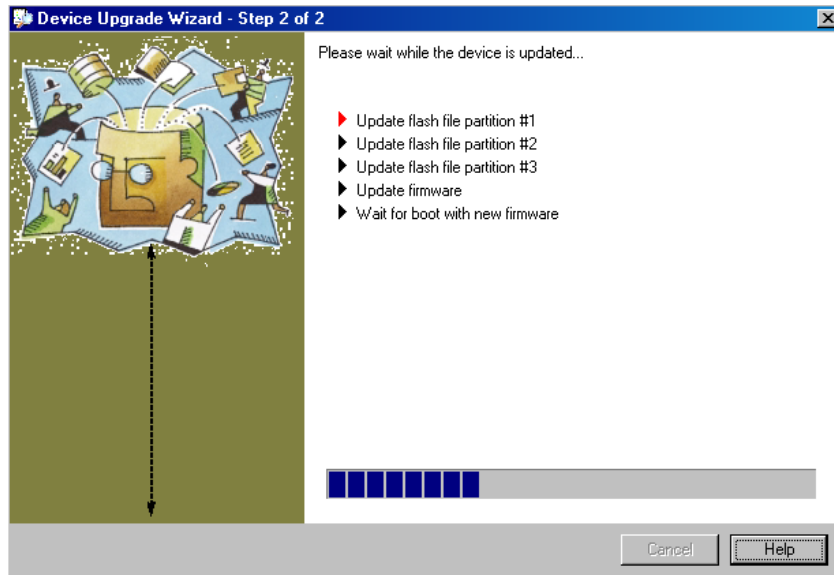 Device Upgrade Wizard - Step 2 of 2
Please wait while the device is updated...
Update flash file partition #1
Update flash file partition #2
Update flash file partition #3
Update firmware
Wait for boot with new firmware
Cancel
Help